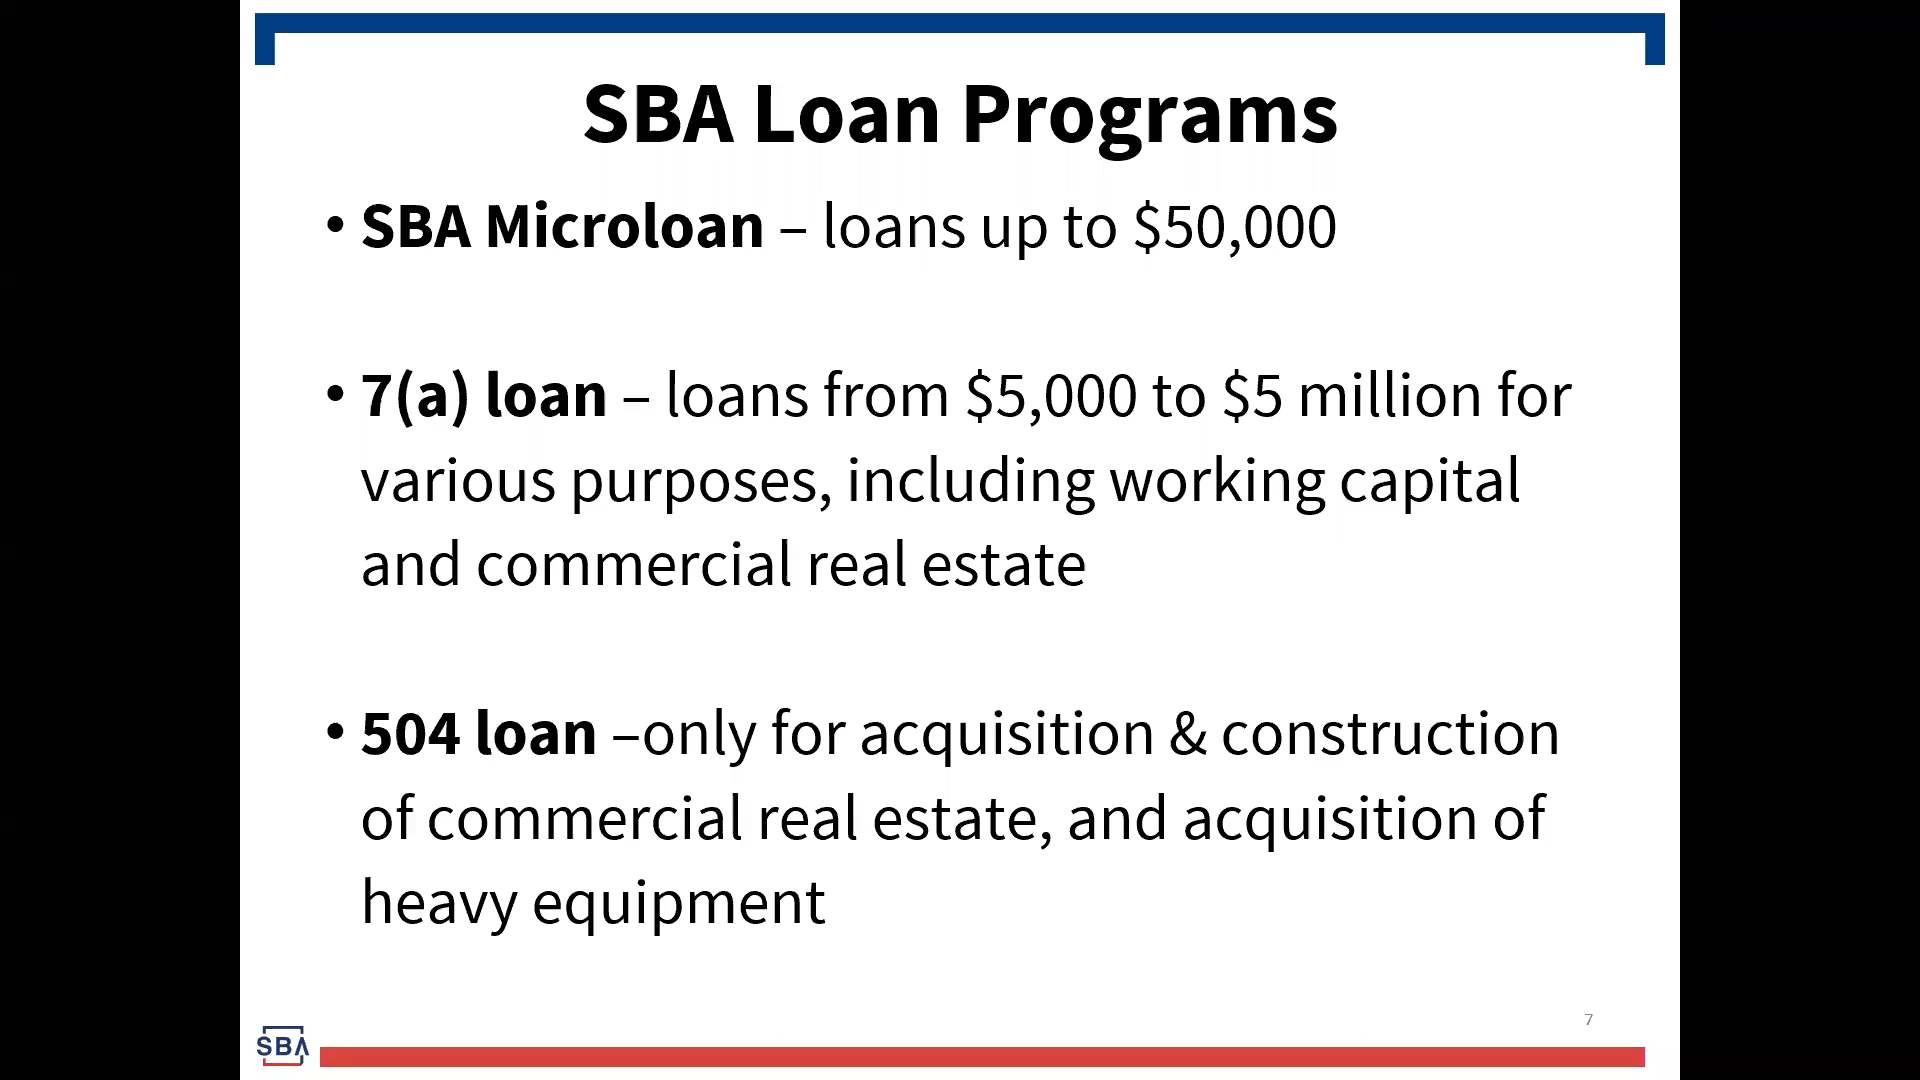 SBA Loan Programs
• SBA Microloan – loans up to $50,000
• 7(a) loan – loans from $5,000 to $5 million for
various purposes, including working capital
and commercial real estate
• 504 loan –only for acquisition & construction
of commercial real estate, and acquisition of
heavy equipment
7
SBA